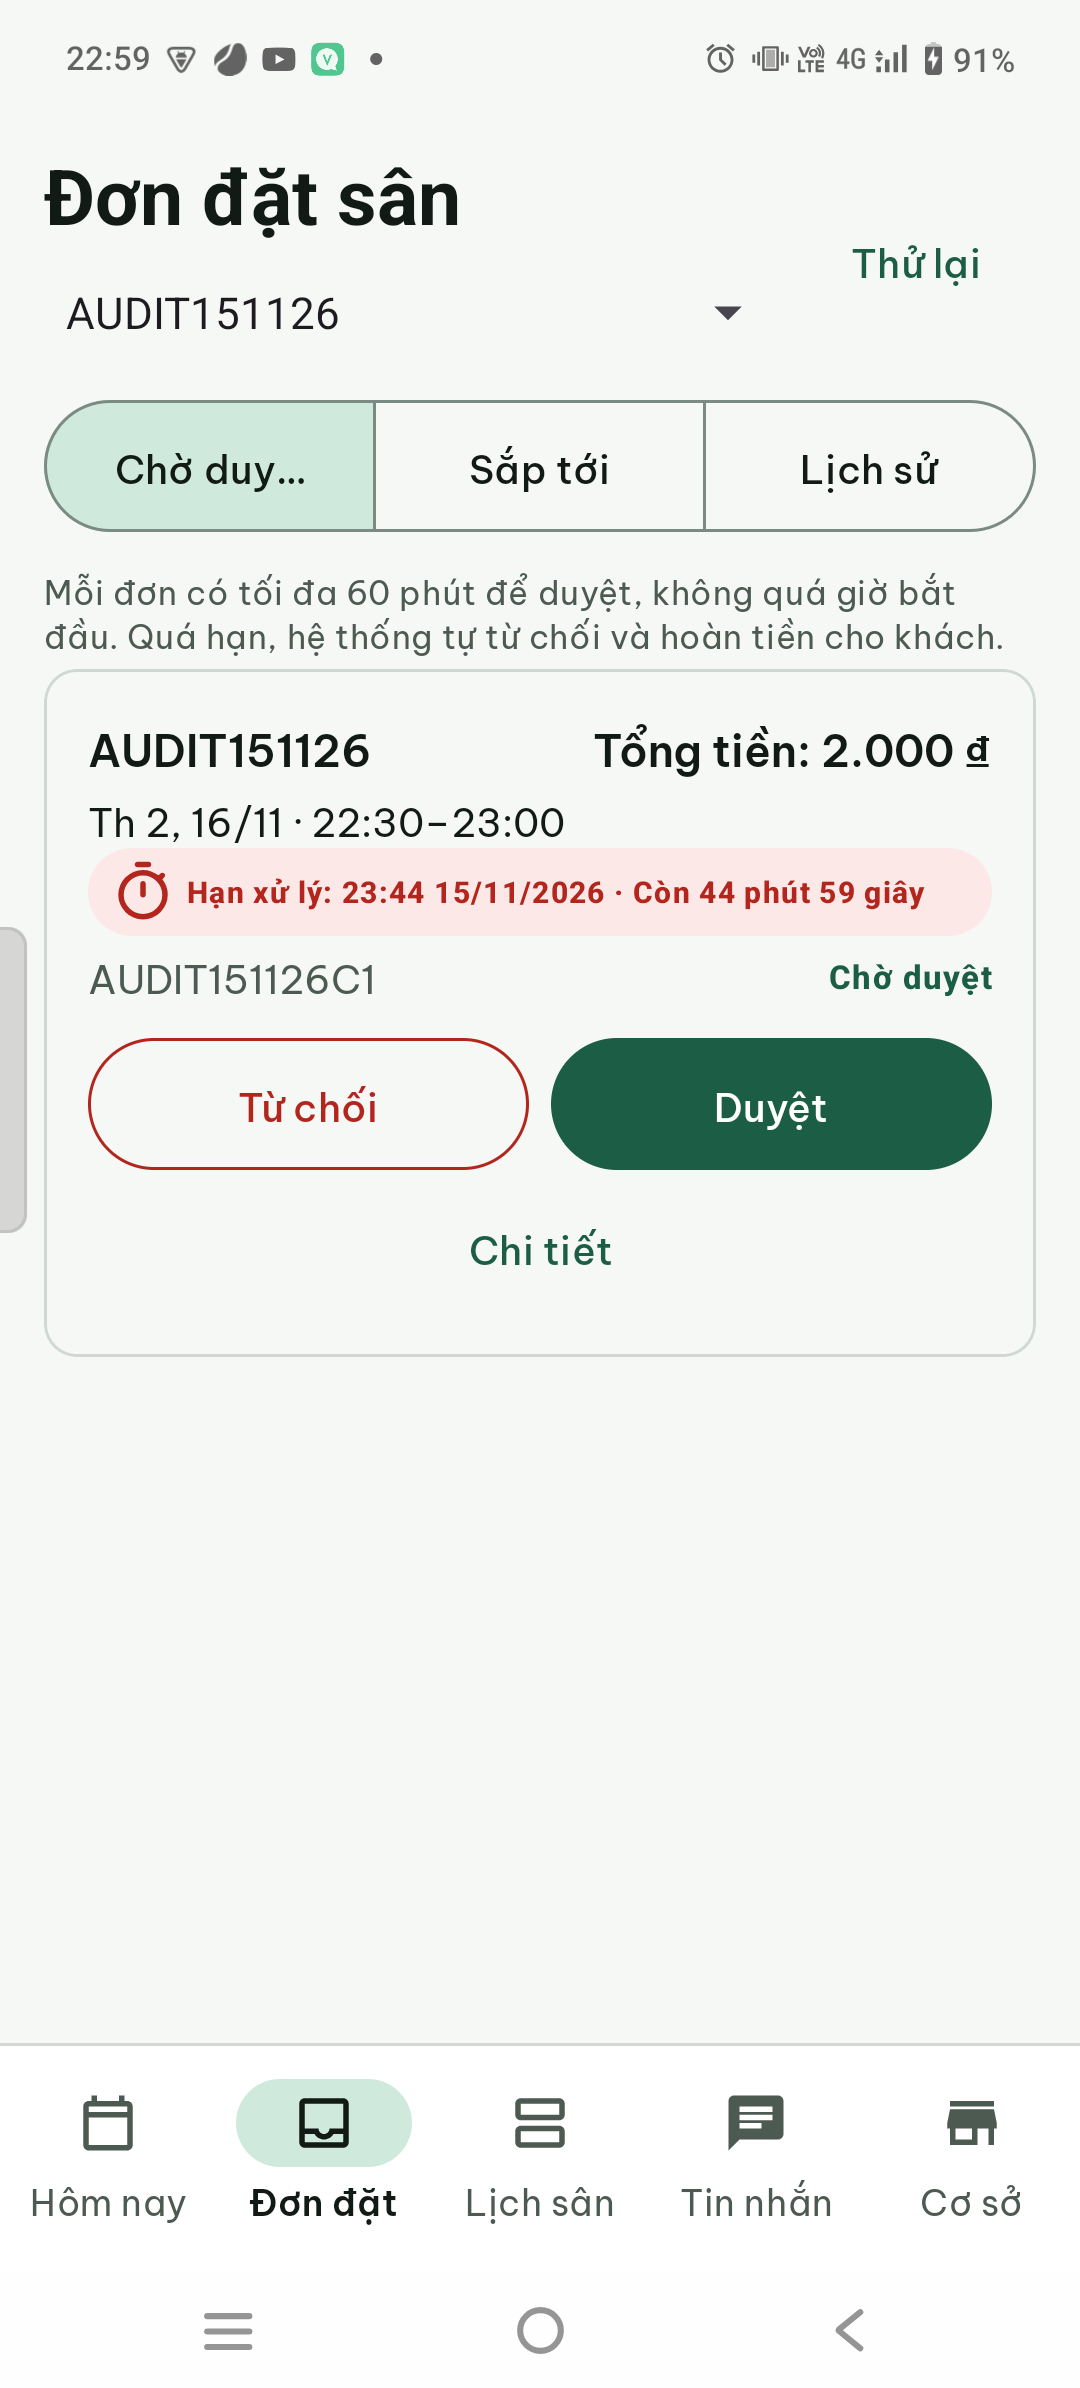 22:59
VoLTE 4G 91%
Đơn đặt sân
Thử lại
AUDIT151126
Chờ duy... Sắp tới Lịch sử
Mỗi đơn có tối đa 60 phút để duyệt, không quá giờ bắt
đầu. Quá hạn, hệ thống tự từ chối và hoàn tiền cho khách.
AUDIT151126 Tổng tiền: 2.000 ₫
Th 2, 16/11 · 22:30–23:00
Hạn xử lý: 23:44 15/11/2026 · Còn 44 phút 59 giây
AUDIT151126C1 Chờ duyệt
Từ chối Duyệt
Chi tiết
Hôm nay Đơn đặt Lịch sân Tin nhắn Cơ sở